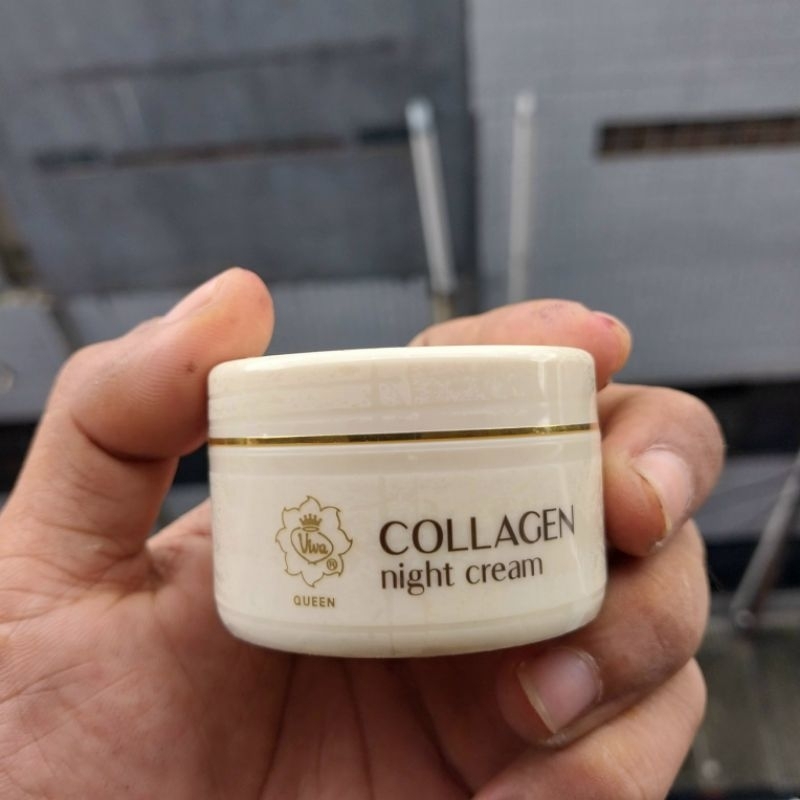 Viva ®
QUEEN
COLLAGEN
night cream